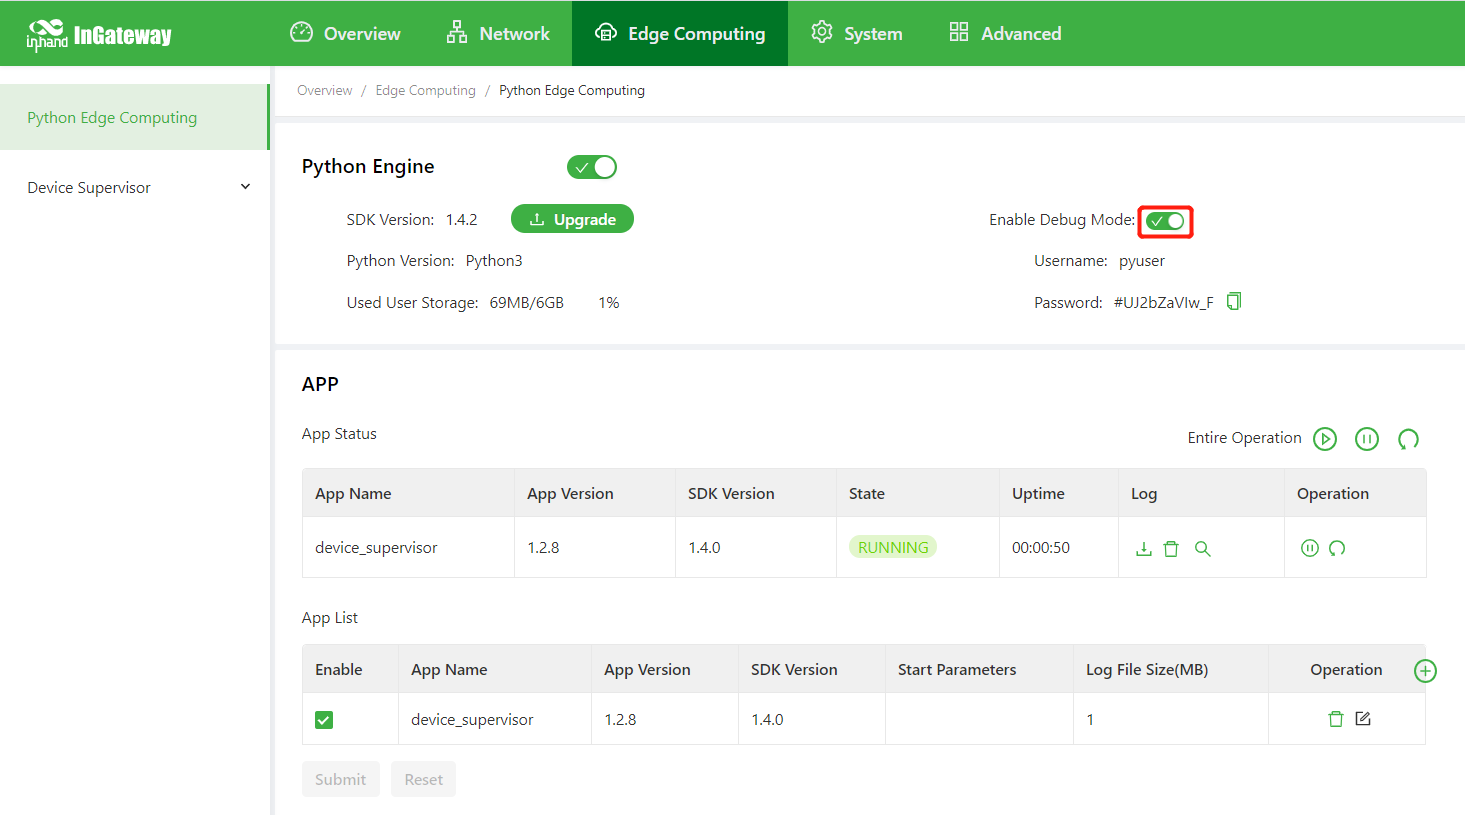 inhand InGateway
Overview Network Edge Computing System Advanced
Overview / Edge Computing / Python Edge Computing
Python Edge Computing
Device Supervisor
Python Engine
SDK Version: 1.4.2 Upgrade Enable Debug Mode:
Python Version: Python3 Username: pyuser
Used User Storage: 69MB/6GB 1% Password: #UJ2bZaVIw_F
APP
App Status Entire Operation
App Name App Version SDK Version State Uptime Log Operation
device_supervisor 1.2.8 1.4.0 RUNNING 00:00:50
App List
Enable App Name App Version SDK Version Start Parameters Log File Size(MB) Operation
device_supervisor 1.2.8 1.4.0 1
Submit Reset